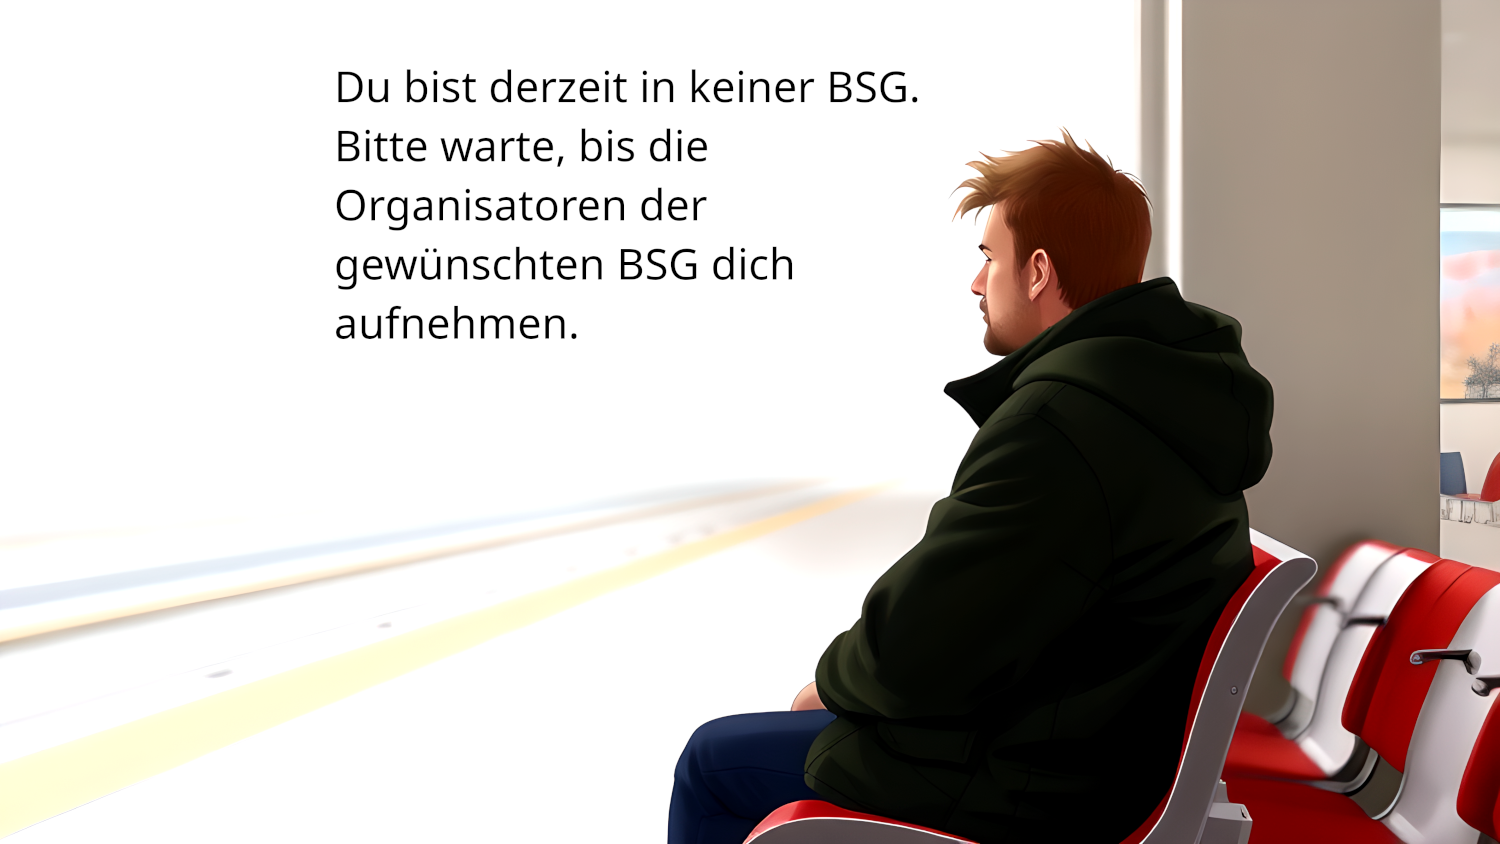 Du bist derzeit in keiner BSG.
Bitte warte, bis die
Organisatoren der
gewünschten BSG dich
aufnehmen.